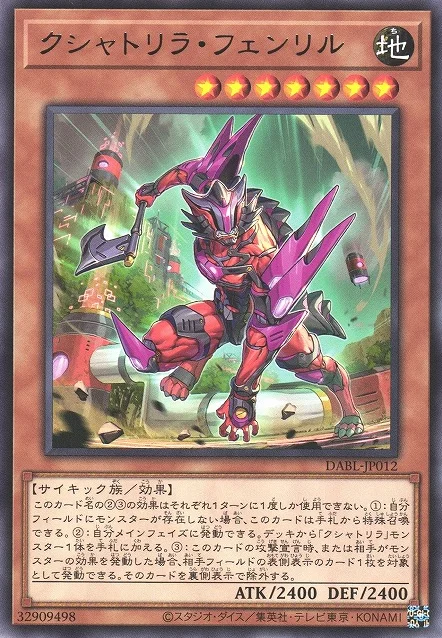 クシャトリラ・フェンリル
ち
地
DABL-JP012
【サイキック族／効果】
このカード名の②③の効果はそれぞれ1ターンに1度しか使用できない。①：自分
フィールドにモンスターが存在しない場合、このカードは手札から特殊召喚
できる。②：自分メインフェイズに発動できる。デッキから「クシャトリラ」モン
スター1体を手札に加える。③：このカードの攻撃宣言時、または相手がモン
スターの効果を発動した場合、相手フィールドの表側表示のカード1枚を対象
として発動できる。そのカードを裏側表示で除外する。
ATK/2400 DEF/2400
32909498
©スタジオ・ダイス／集英社・テレビ東京・KONAMI